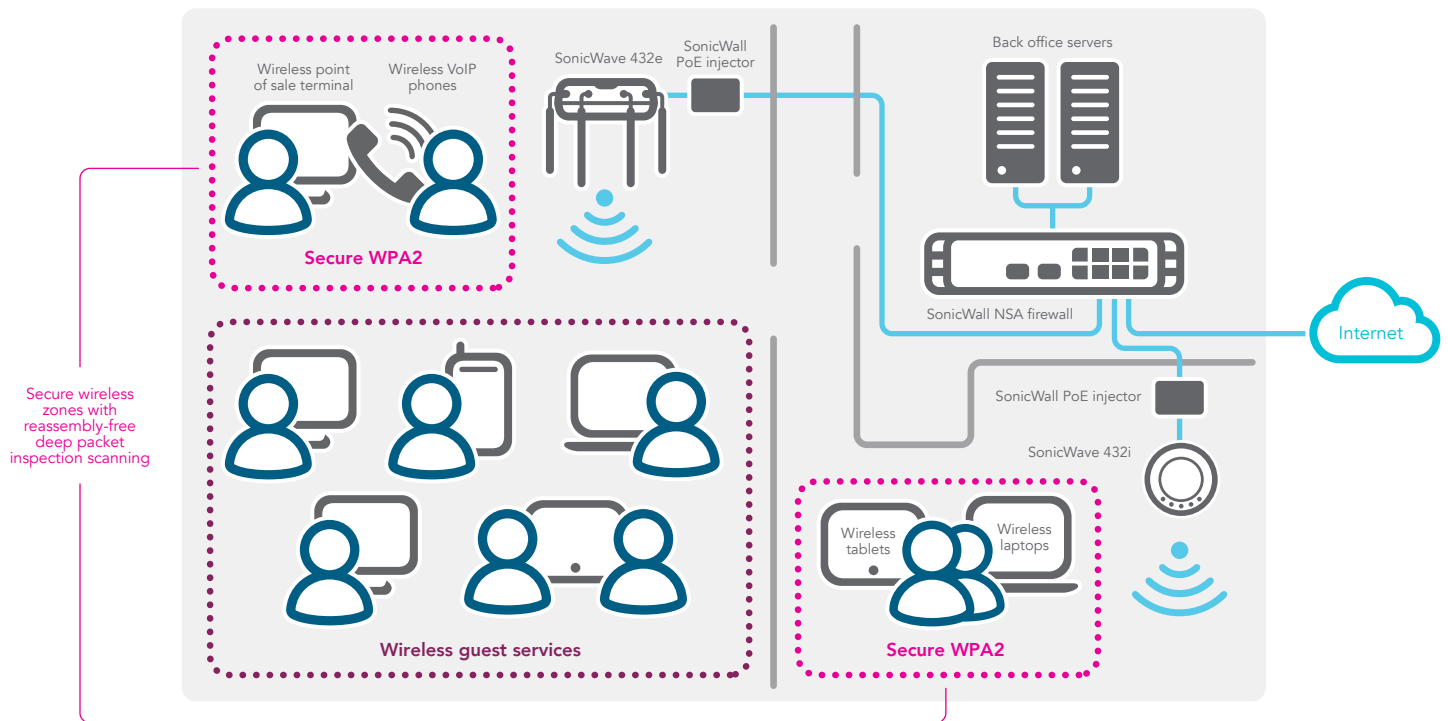 Wireless point
of sale terminal
Wireless VoIP
phones
Secure WPA2
SonicWave 432e
SonicWall
PoE injector
Back office servers
SonicWall NSA firewall
Internet
Secure wireless
zones with
reassembly-free
deep packet
inspection scanning
Wireless guest services
SonicWall PoE injector
SonicWave 432i
Wireless
tablets
Wireless
laptops
Secure WPA2